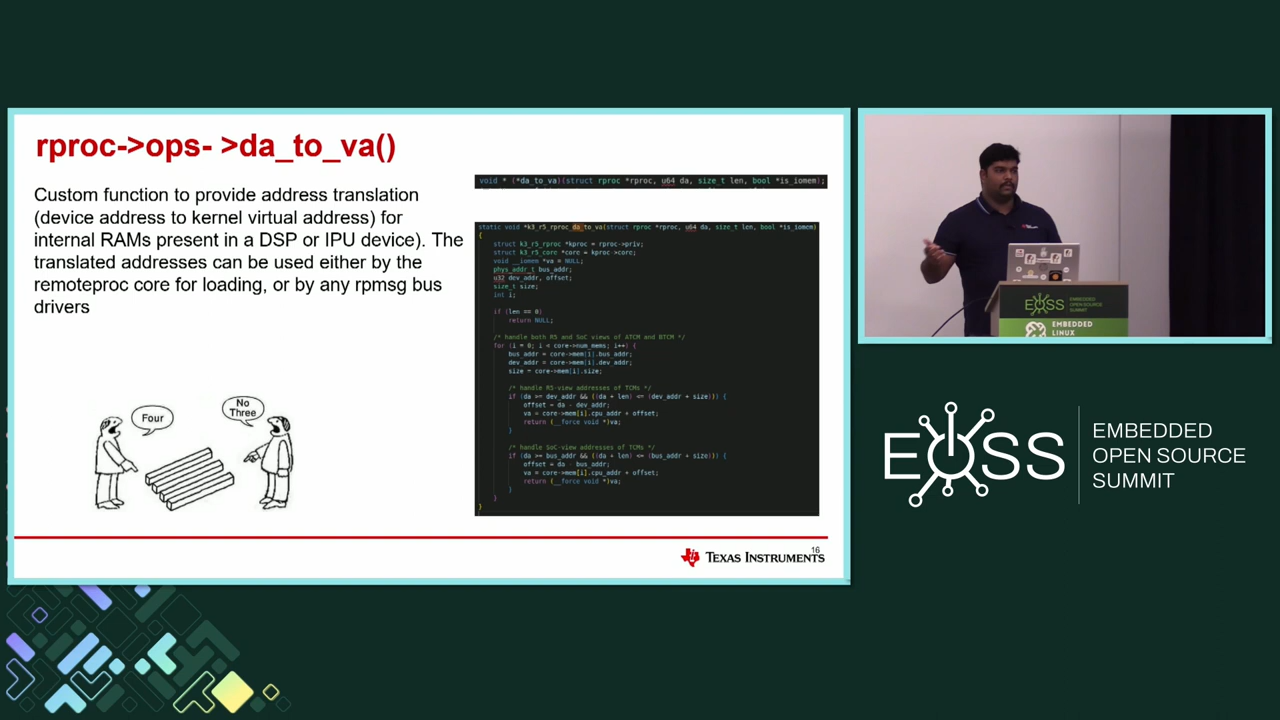 rproc->ops- >da_to_va()
Custom function to provide address translation
(device address to kernel virtual address) for
internal RAMs present in a DSP or IPU device). The
translated addresses can be used either by the
remoteproc core for loading, or by any rpmsg bus
drivers
Four
No
Three
void * (*da_to_va)(struct rproc *rproc, u64 da, size_t len, bool *is_iomem);
static void *k3_r5_rproc_da_to_va(struct rproc *rproc, u64 da, size_t len, bool *is_iomem)
{
struct k3_r5_rproc *kproc = rproc->priv;
struct k3_r5_core *core = kproc->core;
void __iomem *va = NULL;
phys_addr_t bus_addr;
u32 dev_addr, offset;
size_t size;
int i;
if (len == 0)
return NULL;
/* handle both R5 and SoC views of ATCM and BTCM */
for (i = 0; i < core->num_mems; i++) {
bus_addr = core->mem[i].bus_addr;
dev_addr = core->mem[i].dev_addr;
size = core->mem[i].size;
/* handle R5-view addresses of TCMs */
if (da >= dev_addr && ((da + len) <= (dev_addr + size))) {
offset = da - dev_addr;
va = core->mem[i].cpu_addr + offset;
return (__force void *)va;
}
/* handle SoC-view addresses of TCMs */
if (da >= bus_addr && ((da + len) <= (bus_addr + size))) {
offset = da - bus_addr;
va = core->mem[i].cpu_addr + offset;
return (__force void *)va;
}
}
}
16
TEXAS INSTRUMENTS
EOSS
EMBEDDED
OPEN SOURCE
SUMMIT
EMBEDDED
LINUX
EOSS
EMBEDDED
OPEN SOURCE
SUMMIT